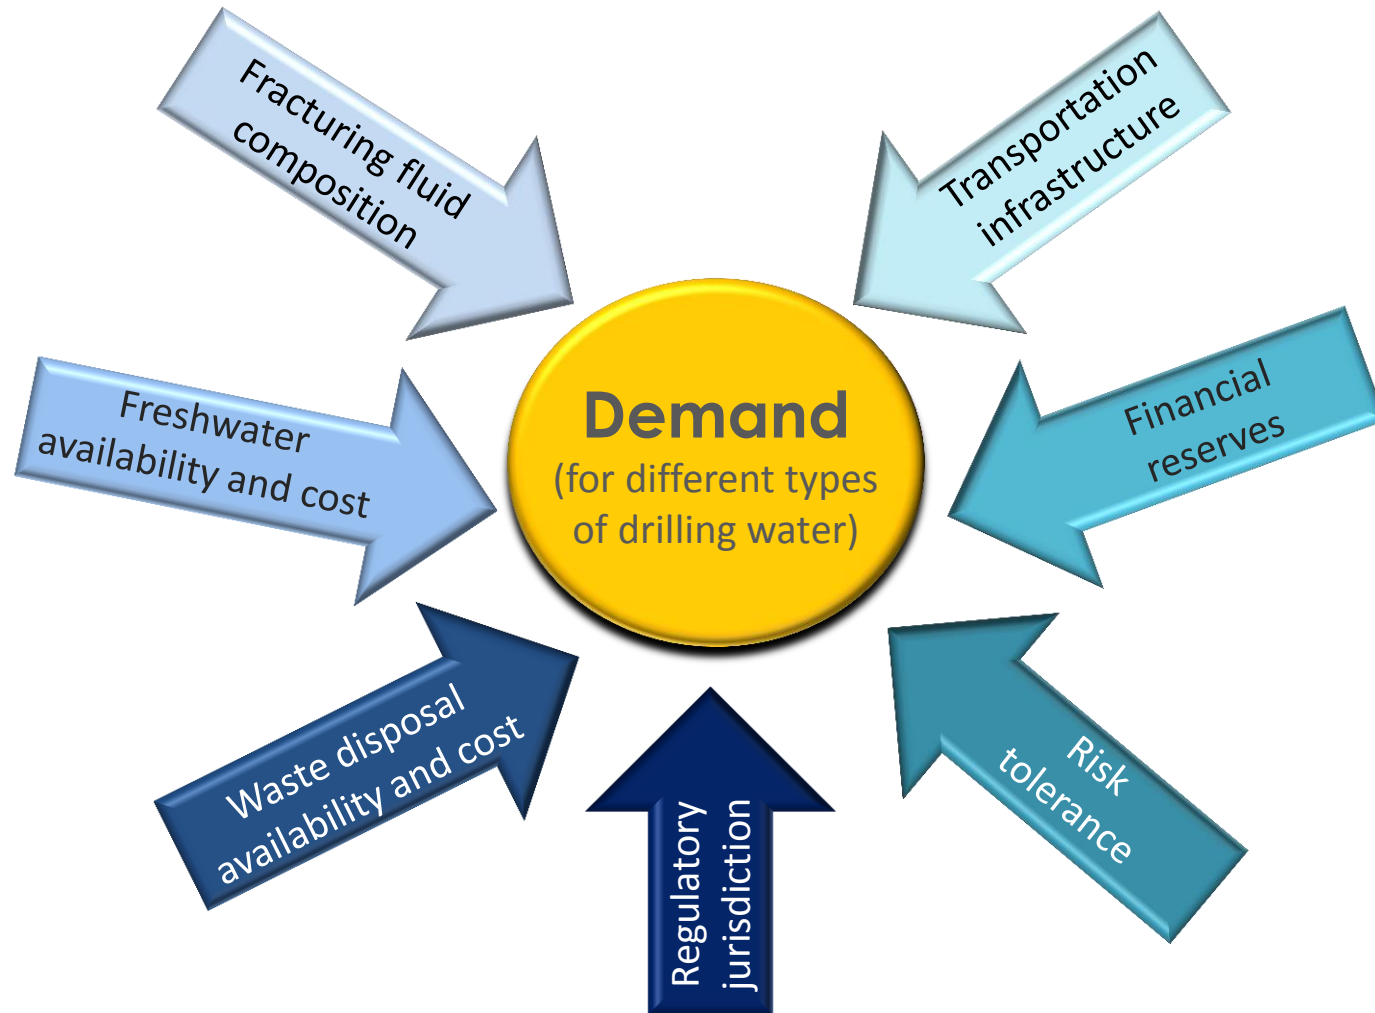 Fracturing fluid
composition
Transportation
infrastructure
Freshwater
availability and cost
Demand
(for different types
of drilling water)
Financial
reserves
Waste disposal
availability and cost
Regulatory
jurisdiction
Risk
tolerance